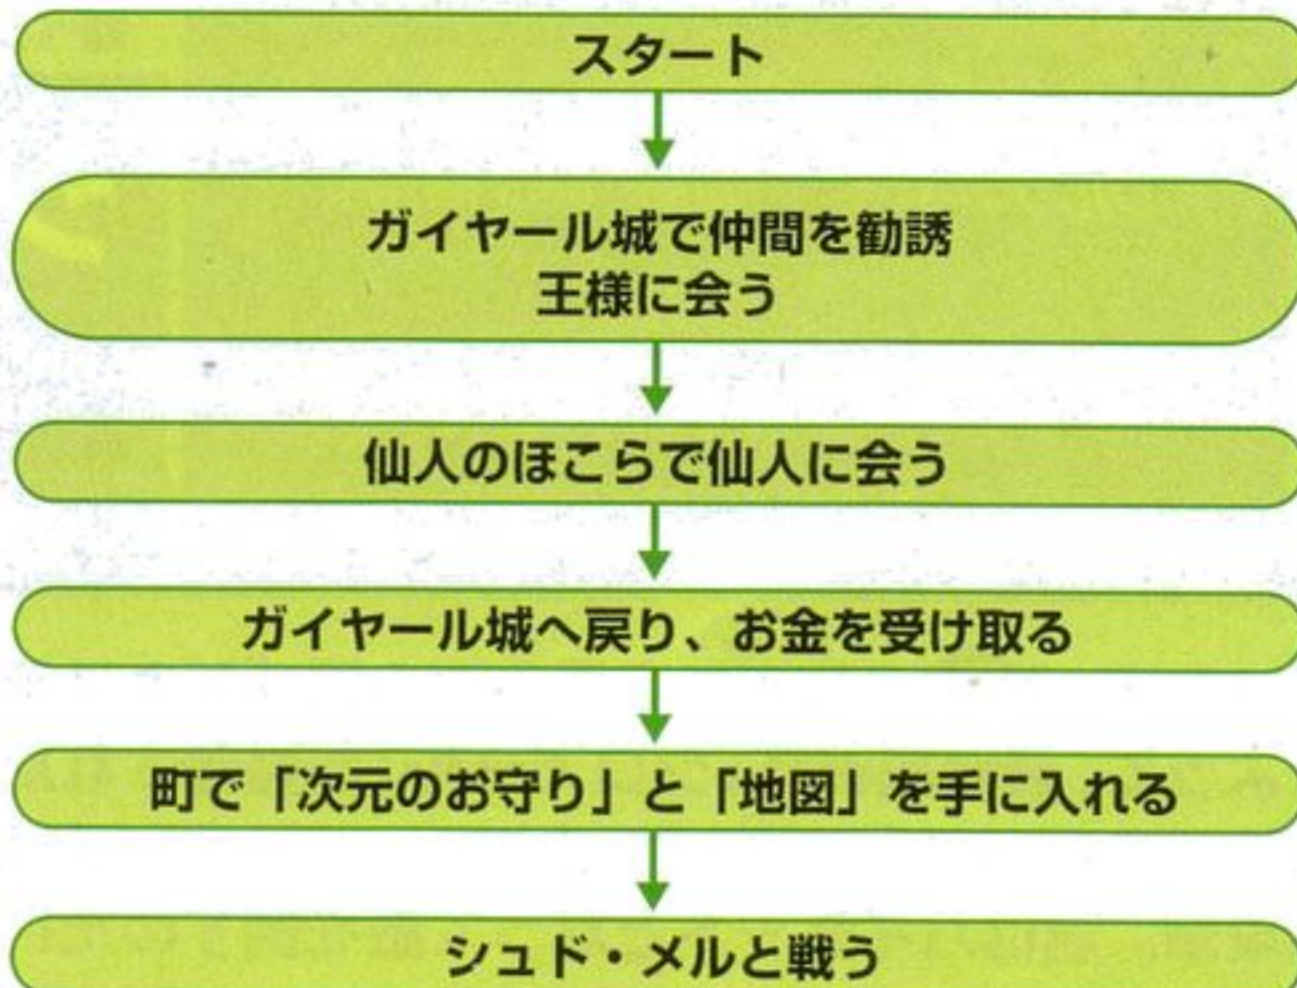 スタート
ガイヤール城で仲間を勧誘
王様に会う
仙人のほこらで仙人に会う
ガイヤール城へ戻り、お金を受け取る
町で「次元のお守り」と「地図」を手に入れる
シュド・メルと戦う